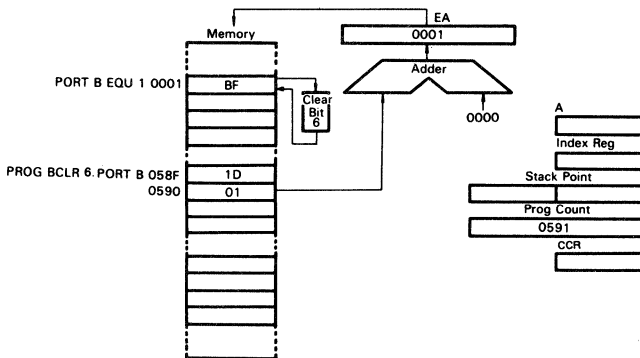 EA
Memory
0001
Adder
PORT B EQU 1 0001
BF
Clear
Bit
6
0000
A
Index Reg
PROG BCLR 6. PORT B 058F
1D
Stack Point
0590
01
Prog Count
0591
CCR